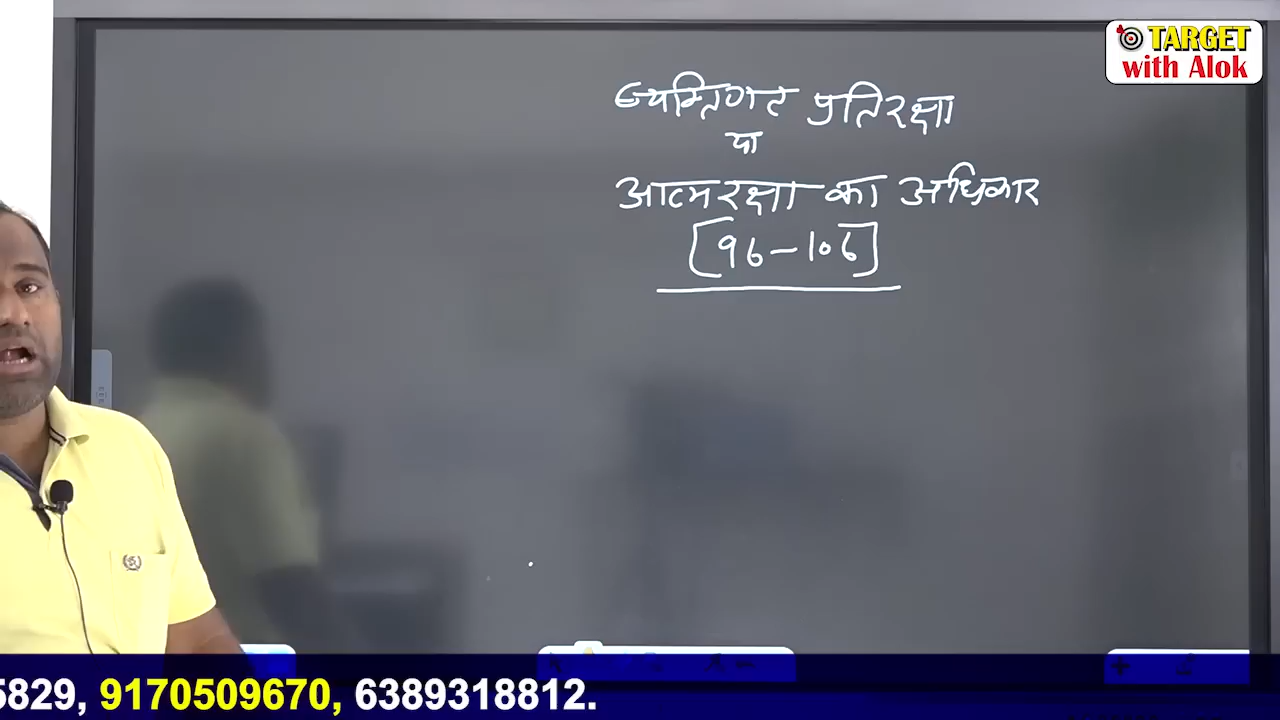 TARGET
with Alok
व्यक्तिगत प्रतिरक्षा
या
आत्मरक्षा का अधिकार
[96-106]
5829, 9170509670, 6389318812.